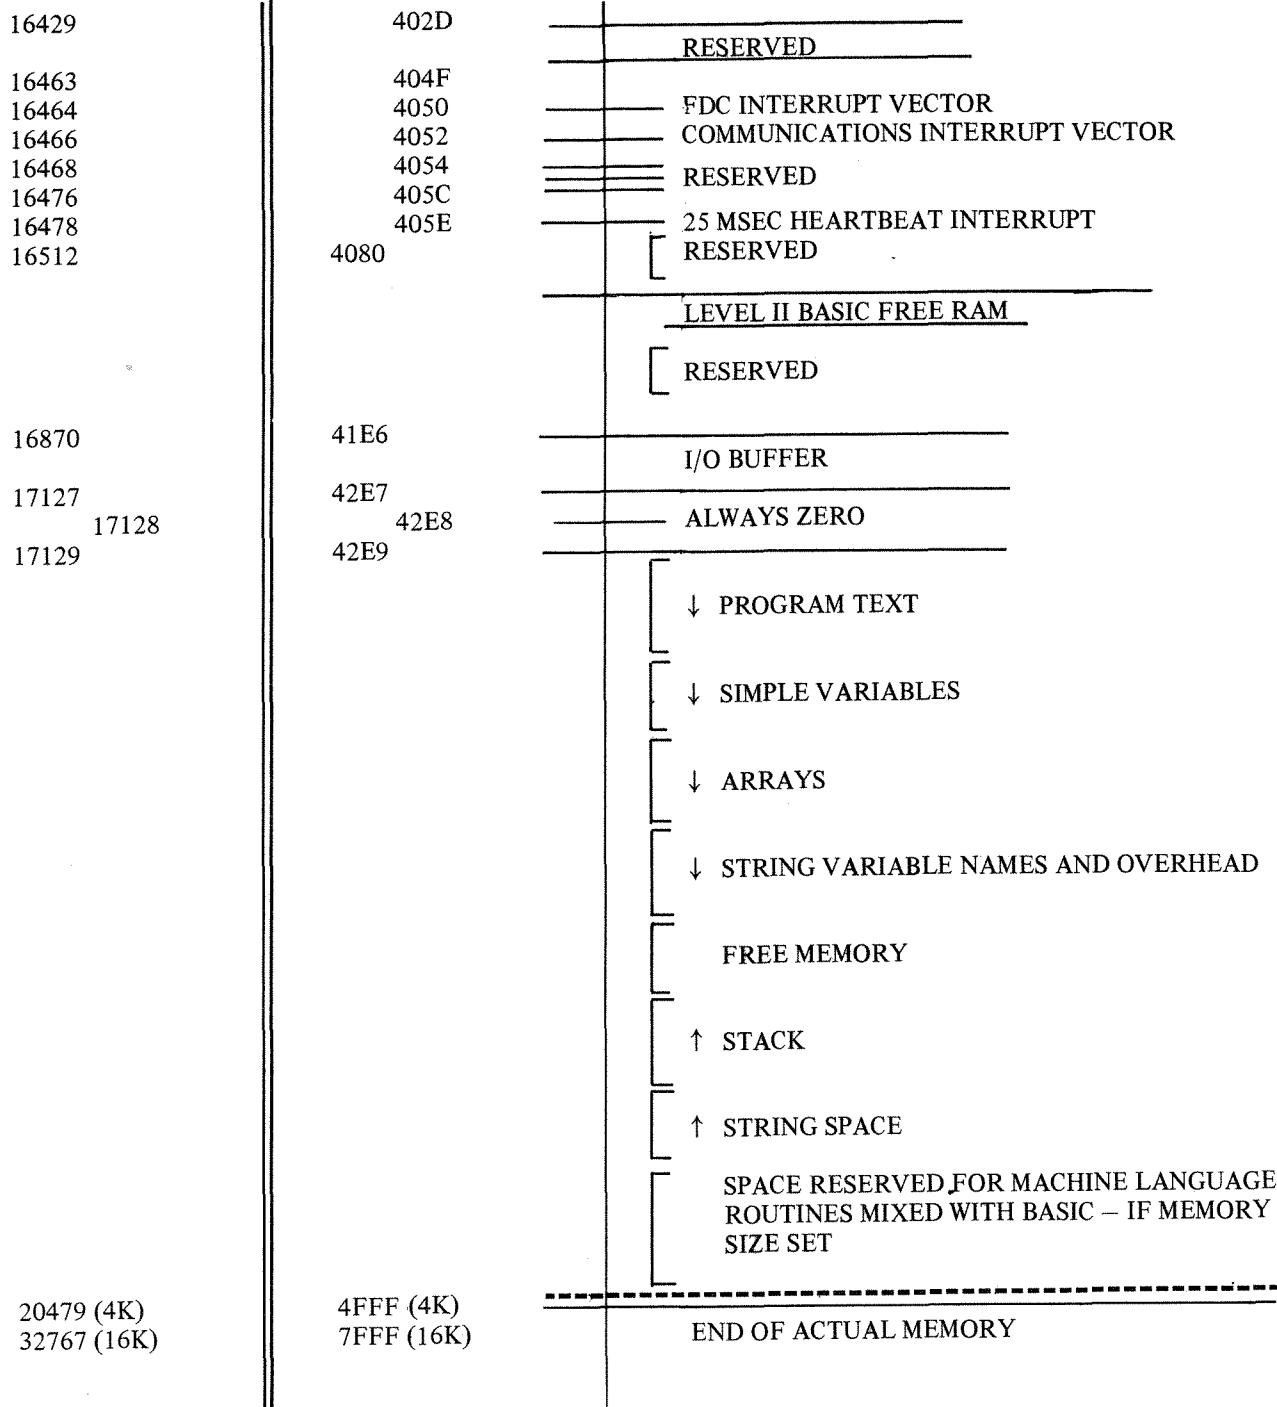 16429 402D
RESERVED
16463 404F
16464 4050 FDC INTERRUPT VECTOR
16466 4052 COMMUNICATIONS INTERRUPT VECTOR
16468 4054
RESERVED
16476 405C
16478 405E 25 MSEC HEARTBEAT INTERRUPT
16512 4080 RESERVED
LEVEL II BASIC FREE RAM
RESERVED
16870 41E6
I/O BUFFER
17127 42E7
17128 42E8 ALWAYS ZERO
17129 42E9
↓ PROGRAM TEXT
↓ SIMPLE VARIABLES
↓ ARRAYS
↓ STRING VARIABLE NAMES AND OVERHEAD
FREE MEMORY
↑ STACK
↑ STRING SPACE
SPACE RESERVED FOR MACHINE LANGUAGE
ROUTINES MIXED WITH BASIC – IF MEMORY
SIZE SET
20479 (4K) 4FFF (4K)
32767 (16K) 7FFF (16K) END OF ACTUAL MEMORY